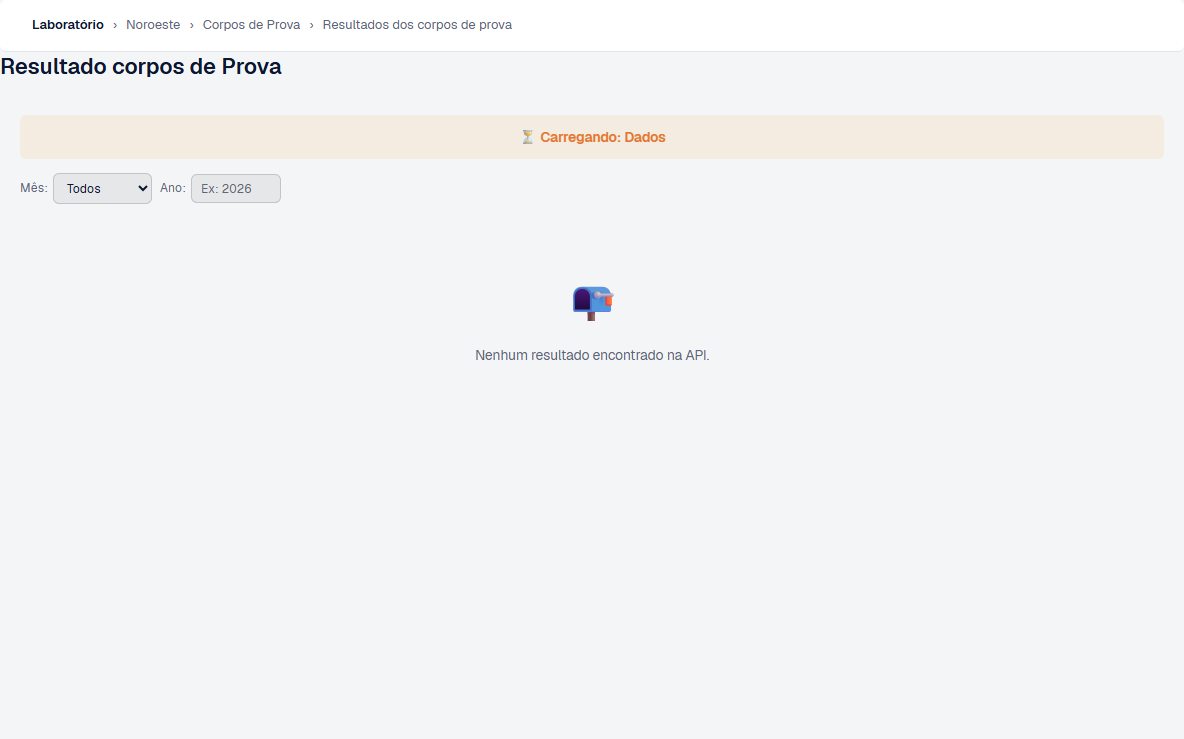 Laboratório › Noroeste › Corpos de Prova › Resultados dos corpos de prova
Resultado corpos de Prova
⏳ Carregando: Dados
Mês: Todos Ano: Ex: 2026
Nenhum resultado encontrado na API.